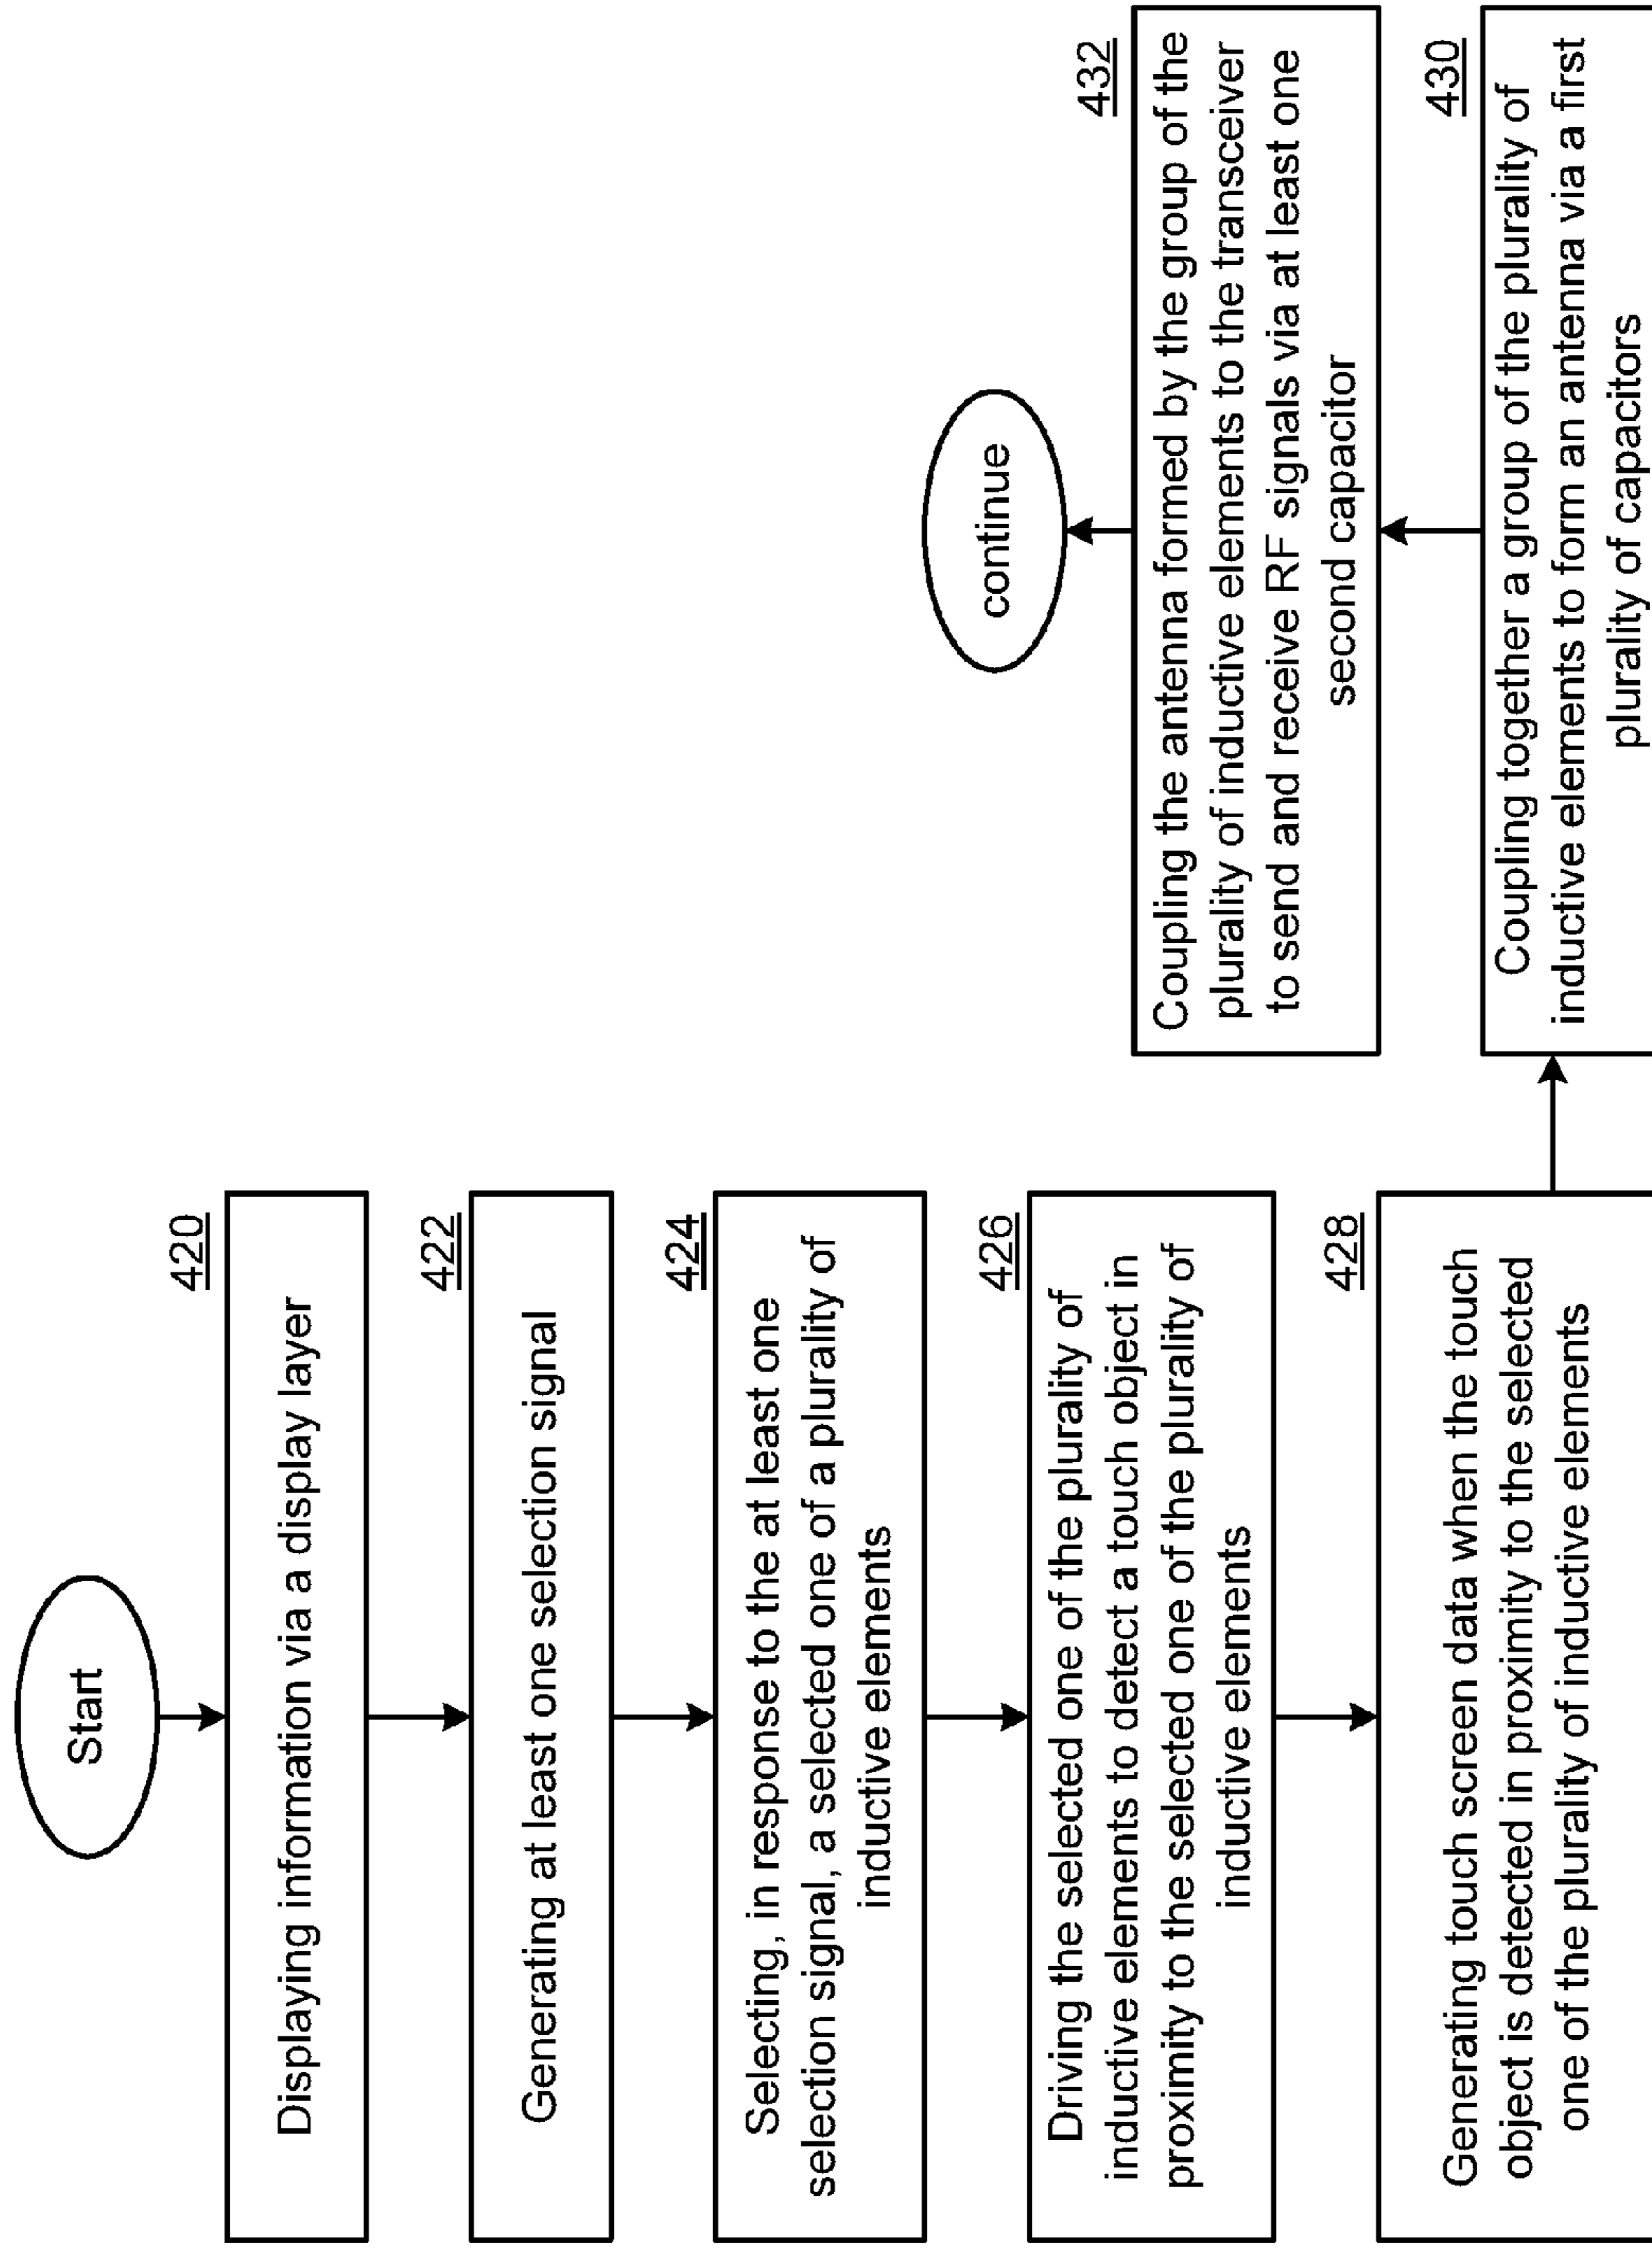 Start
420
Displaying information via a display layer
422
Generating at least one selection signal
424
Selecting, in response to the at least one
selection signal, a selected one of a plurality of
inductive elements
426
Driving the selected one of the plurality of
inductive elements to detect a touch object in
proximity to the selected one of the plurality of
inductive elements
428
Generating touch screen data when the touch
object is detected in proximity to the selected
one of the plurality of inductive elements
430
Coupling together a group of the plurality of
inductive elements to form an antenna via a first
plurality of capacitors
432
Coupling the antenna formed by the group of the
plurality of inductive elements to the transceiver
to send and receive RF signals via at least one
second capacitor
continue